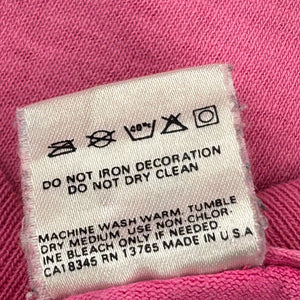 DO NOT IRON DECORATION
DO NOT DRY CLEAN
MACHINE WASH WARM, TUMBLE
DRY MEDIUM. USE NON-CHLOR-
INE BLEACH ONLY IF NEEDED.
CA18345 RN 13765 MADE IN U.S.A